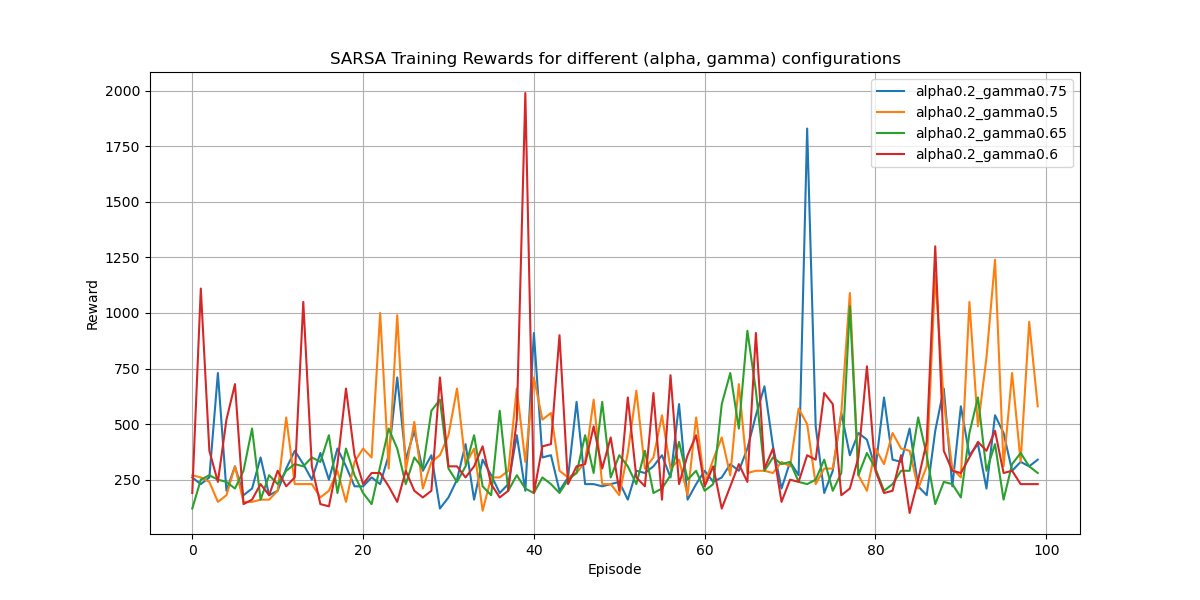 SARSA Training Rewards for different (alpha, gamma) configurations
alpha0.2_gamma0.75
alpha0.2_gamma0.5
alpha0.2_gamma0.65
alpha0.2_gamma0.6
Reward
2000
1750
1500
1250
1000
750
500
250
0 20 40 60 80 100
Episode